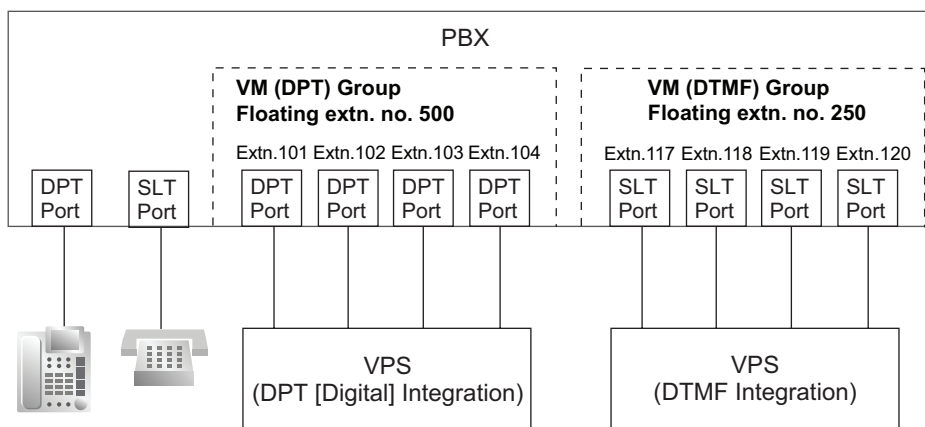 PBX
VM (DPT) Group
Floating extn. no. 500
VM (DTMF) Group
Floating extn. no. 250
Extn.101 Extn.102 Extn.103 Extn.104
Extn.117 Extn.118 Extn.119 Extn.120
DPT
Port
SLT
Port
DPT
Port
DPT
Port
DPT
Port
DPT
Port
SLT
Port
SLT
Port
SLT
Port
SLT
Port
VPS
(DPT [Digital] Integration)
VPS
(DTMF Integration)